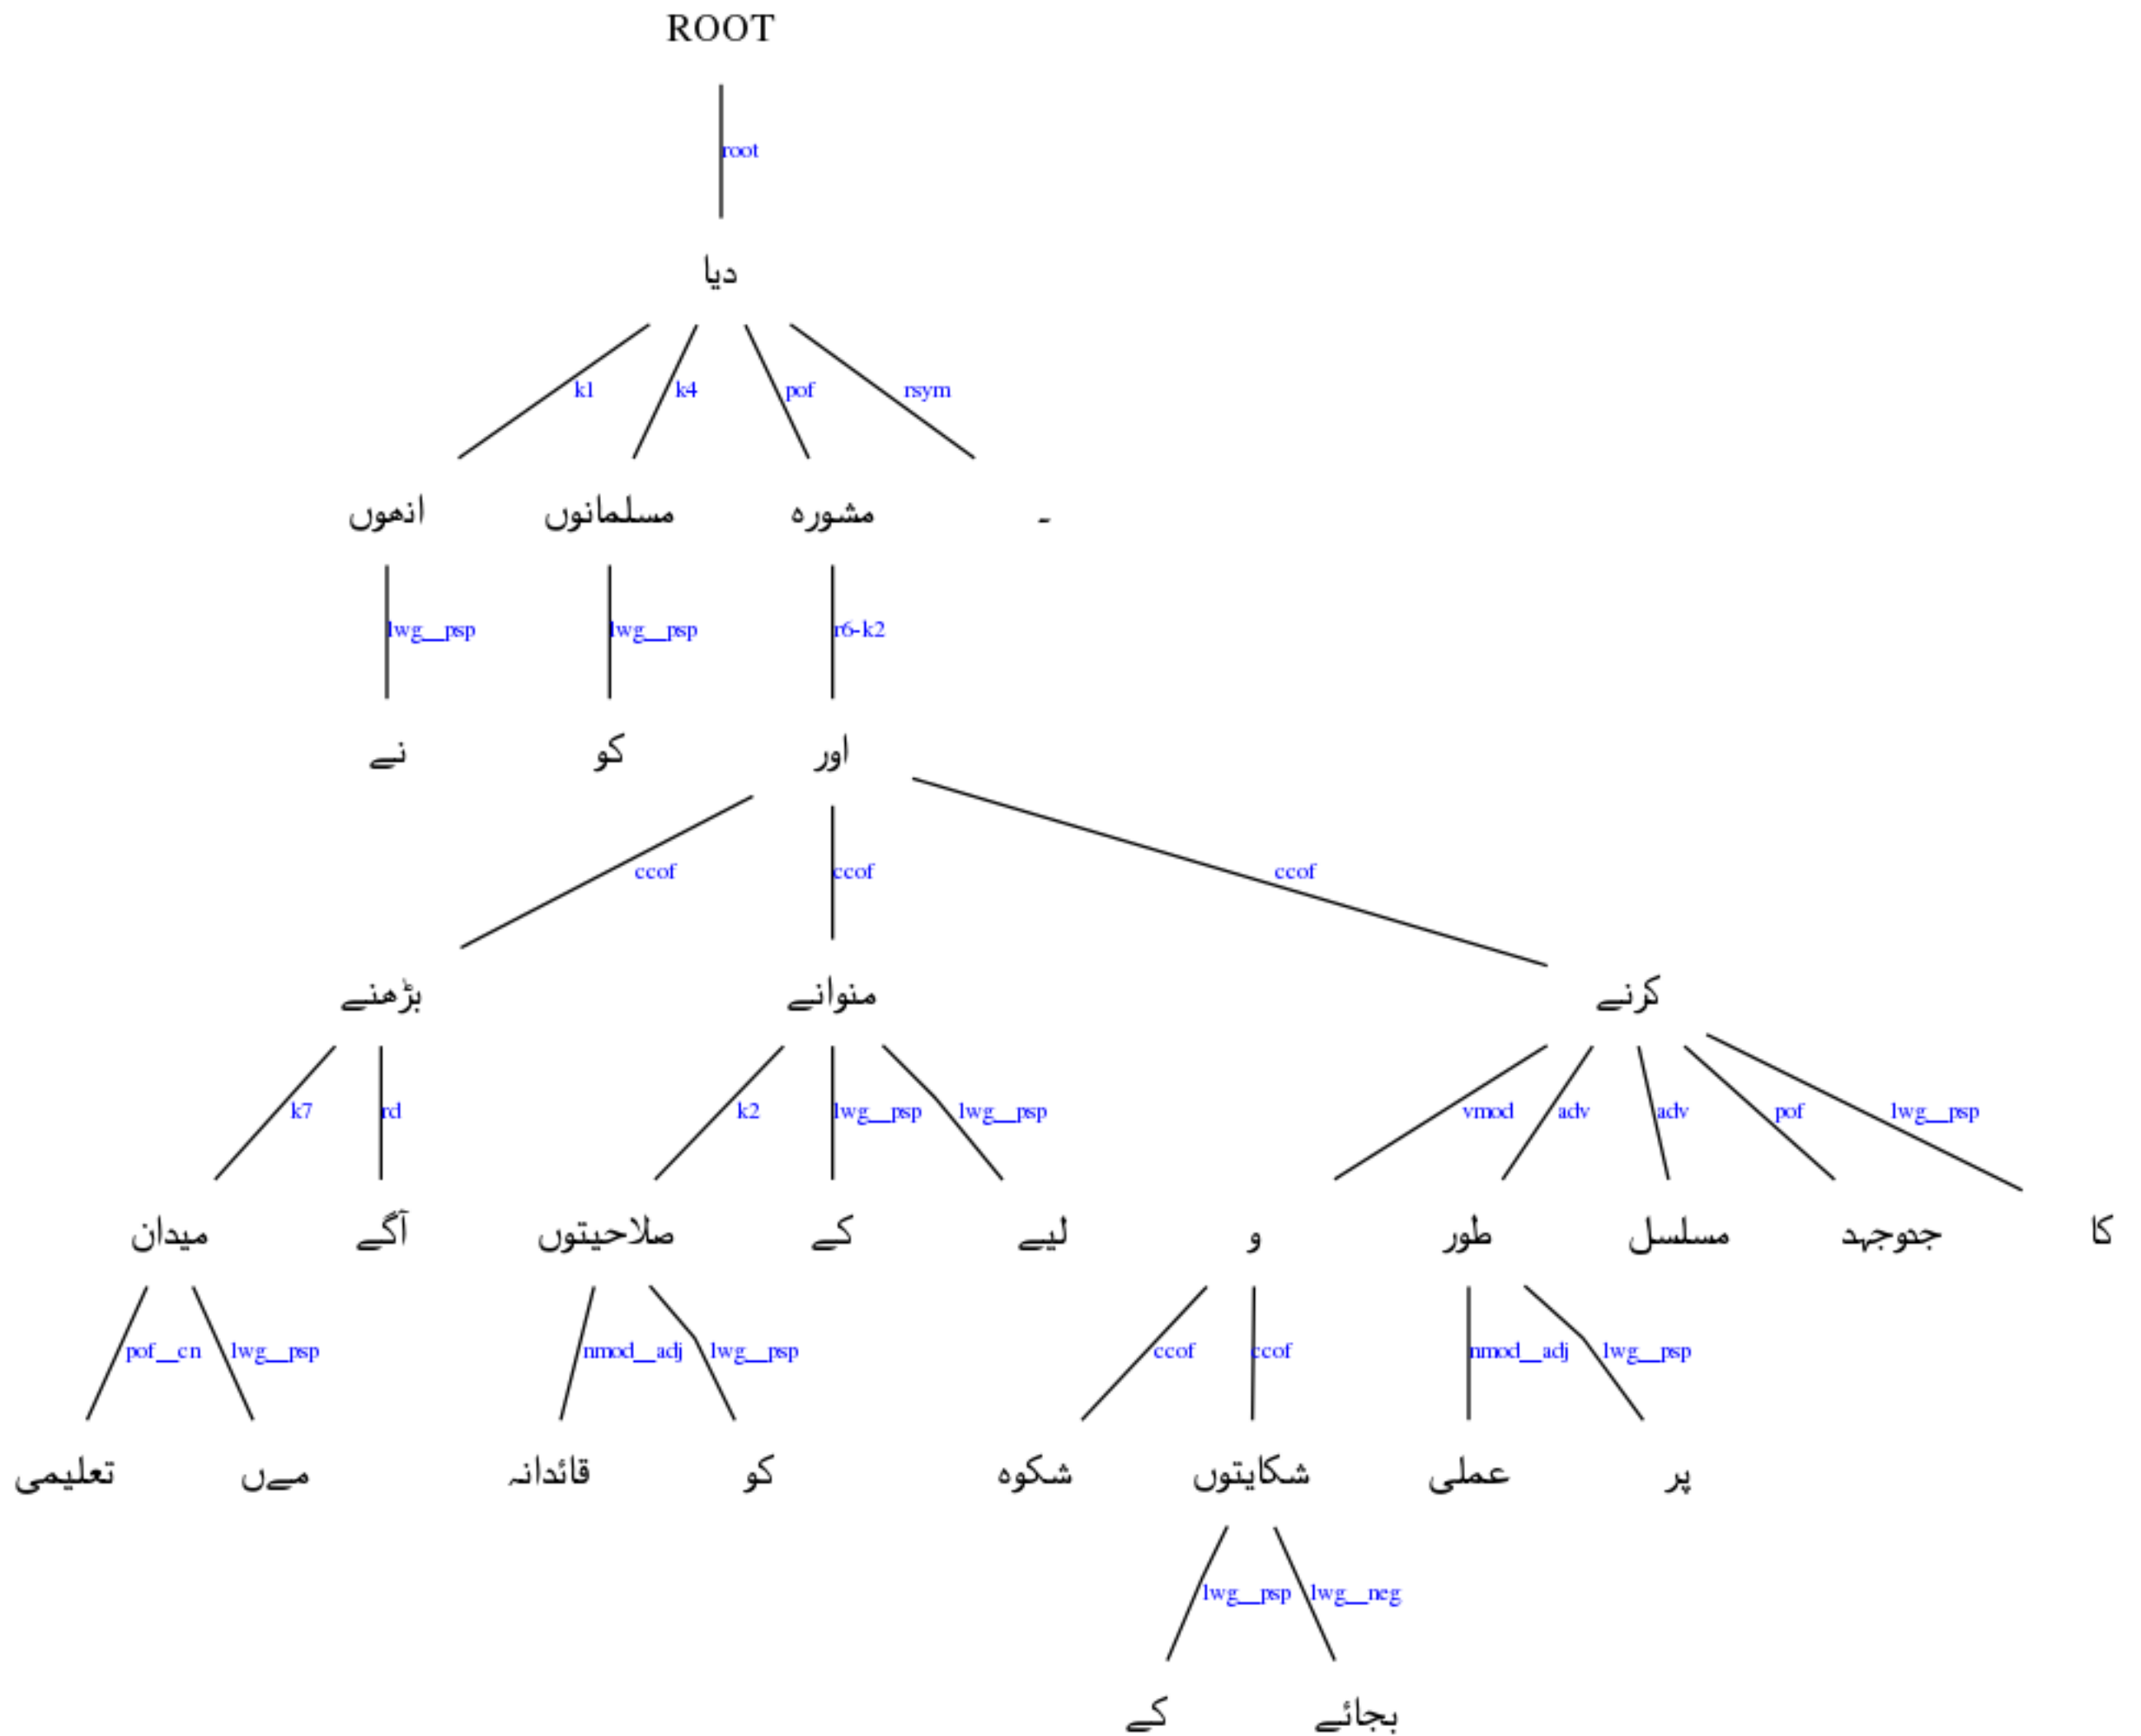 ROOT
root
دیا
k1 k4 pof rsym
انھوں مسلمانوں مشورہ ۔
lwg__psp lwg__psp r6-k2
نے کو اور
ccof ccof ccof
بڑھنے منوانے کرنے
k7 rd k2 lwg__psp lwg__psp vmod adv adv pof lwg__psp
میدان آگے صلاحیتوں کے لیے و طور مسلسل جدوجہد کا
pof__cn lwg__psp nmod__adj lwg__psp ccof ccof nmod__adj lwg__psp
تعلیمی مےں قائدانہ کو شکوہ شکایتوں عملی پر
lwg__psp lwg__neg
کے بجائے